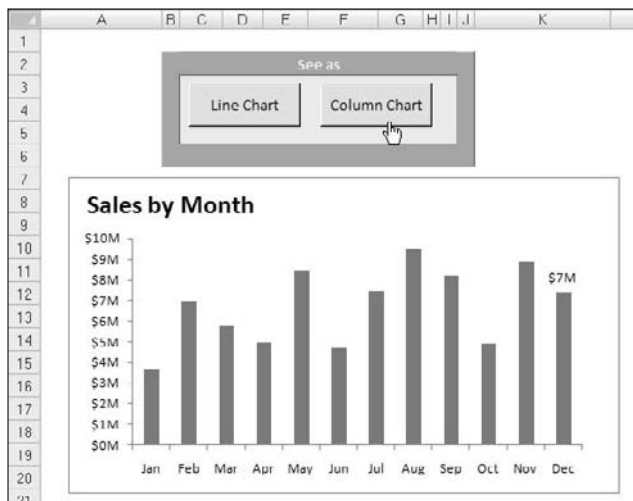 A B C D E F G H I J K
1
2 See as
3
4 Line Chart Column Chart
5
6
7
8 Sales by Month
9
10 $10M
$9M
11 $8M $7M
12 $7M
13 $6M
14 $5M
15 $4M
16 $3M
17 $2M
18 $1M
19 $0M
20 Jan Feb Mar Apr May Jun Jul Aug Sep Oct Nov Dec
21